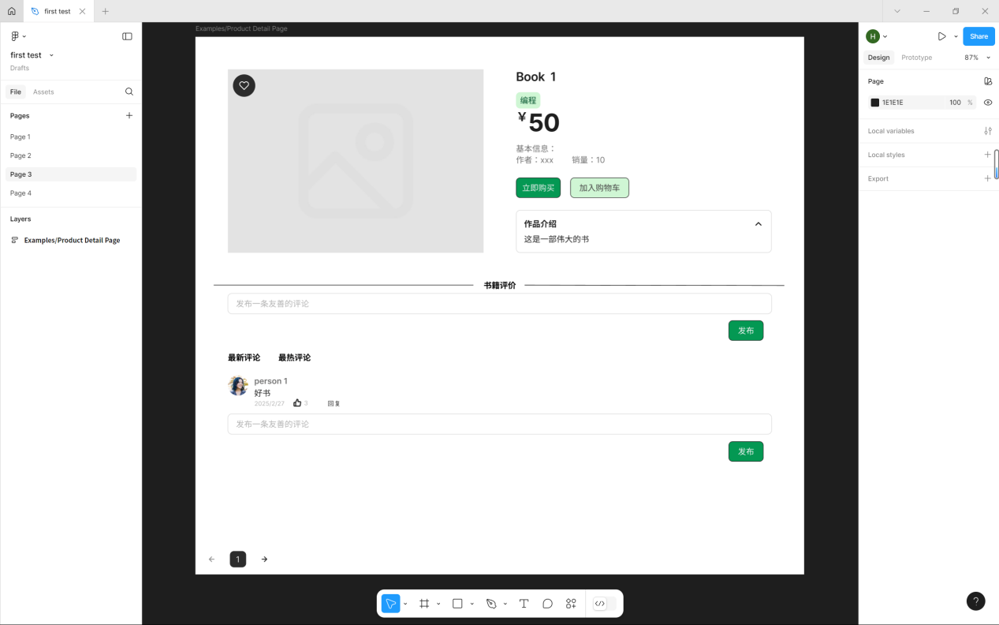 first test
first test
Drafts
File
Assets
Pages
Page 1
Page 2
Page 3
Page 4
Layers
Examples/Product Detail Page
Examples/Product Detail Page
Book 1
编程
¥50
基本信息：
作者：xxx 销量：10
立即购买 加入购物车
作品介绍
这是一部伟大的书
书籍评价
发布一条友善的评论
发布
最新评论 最热评论
person 1
好书
2025/2/27 3 回复
发布一条友善的评论
发布
1
H
Share
Design Prototype 87%
Page
1E1E1E 100 %
Local variables
Local styles
Export
?